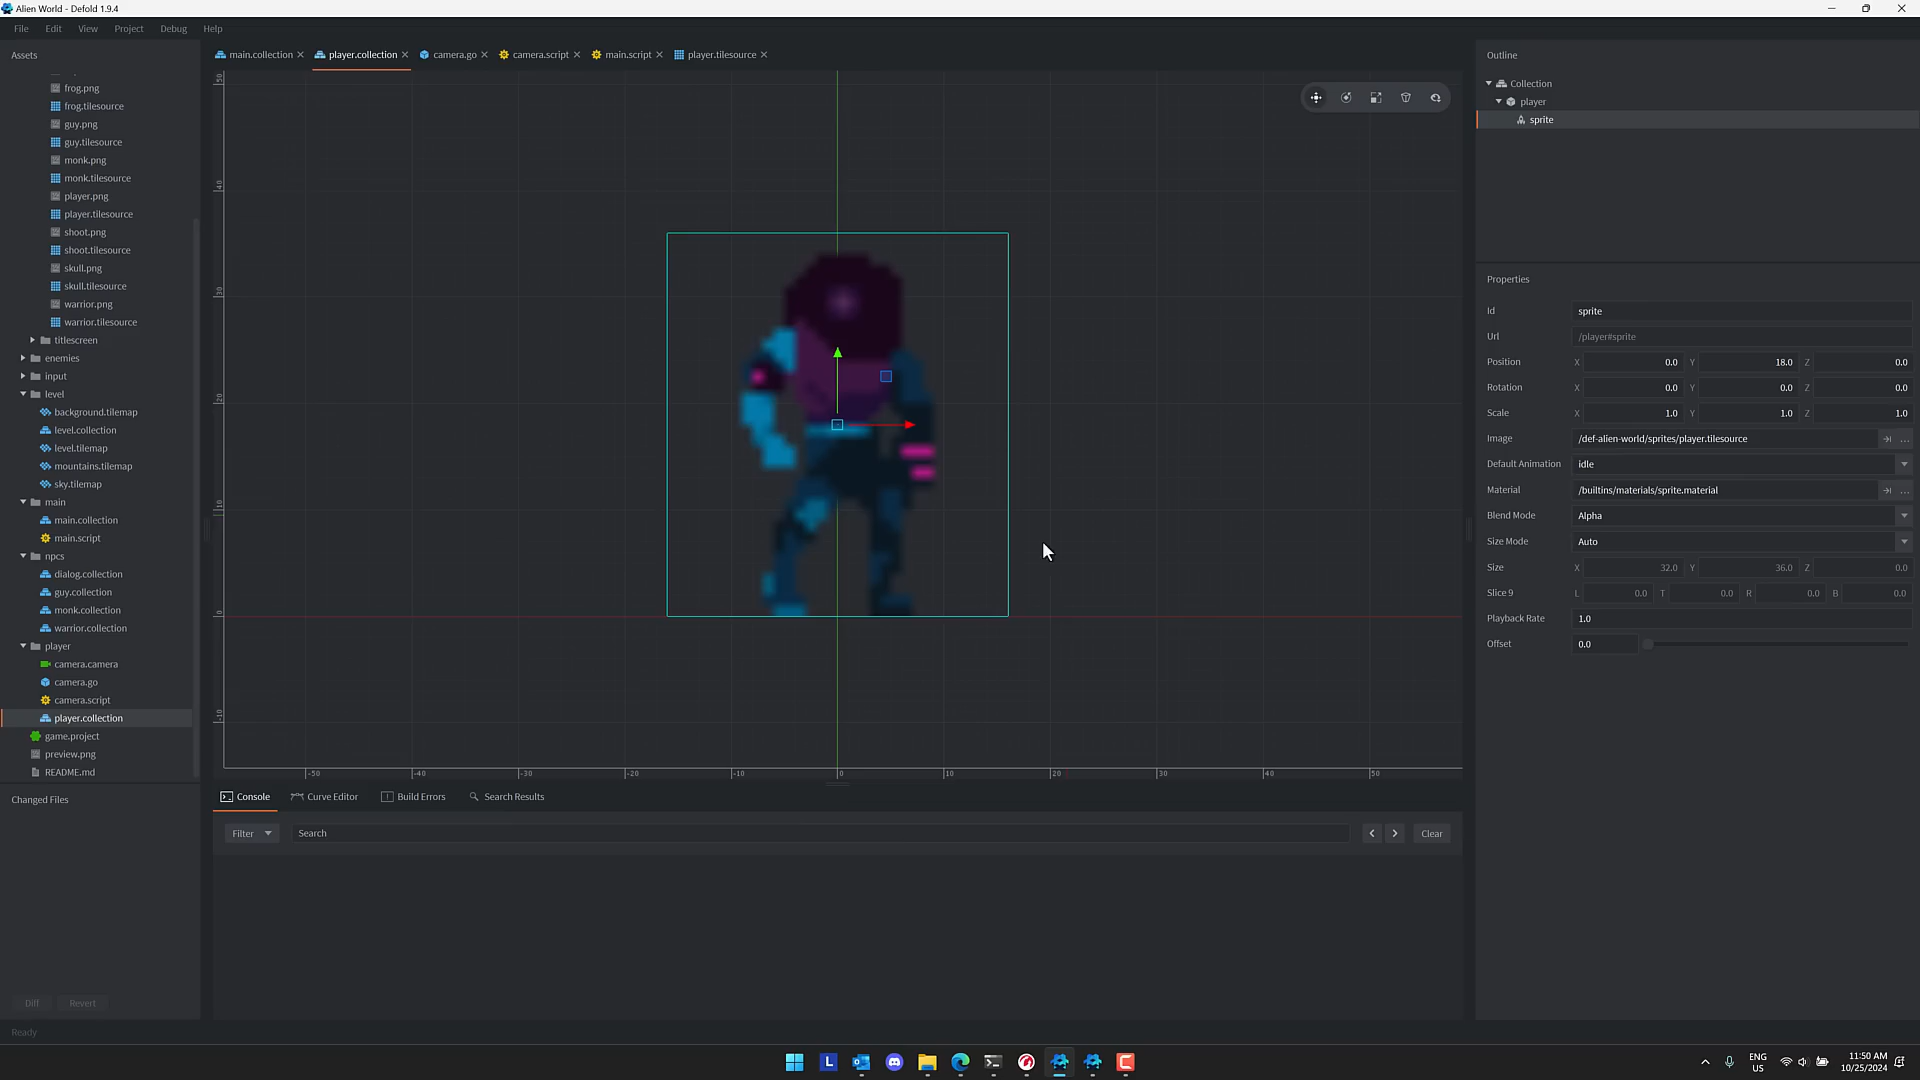 Alien World - Defold 1.9.4
File Edit View Project Debug Help
Assets
frog.png
frog.tilesource
guy.png
guy.tilesource
monk.png
monk.tilesource
player.png
player.tilesource
shoot.png
shoot.tilesource
skull.png
skull.tilesource
warrior.png
warrior.tilesource
titlescreen
enemies
input
level
background.tilemap
level.collection
level.tilemap
mountains.tilemap
sky.tilemap
main
main.collection
main.script
npcs
dialog.collection
guy.collection
monk.collection
warrior.collection
player
camera.camera
camera.go
camera.script
player.collection
game.project
preview.png
README.md
Changed Files
Diff Revert
Ready
main.collection player.collection camera.go camera.script main.script player.tilesource
50
40
30
20
10
0
-10
-50 -40 -30 -20 -10 0 10 20 30 40 50
Console Curve Editor Build Errors Search Results
Filter Search Clear
Outline
Collection
player
sprite
Properties
Id sprite
Url /player#sprite
Position X 0.0 Y 18.0 Z 0.0
Rotation X 0.0 Y 0.0 Z 0.0
Scale X 1.0 Y 1.0 Z 1.0
Image /def-alien-world/sprites/player.tilesource ...
Default Animation idle
Material /builtins/materials/sprite.material ...
Blend Mode Alpha
Size Mode Auto
Size X 32.0 Y 36.0 Z 0.0
Slice 9 L 0.0 T 0.0 R 0.0 B 0.0
Playback Rate 1.0
Offset 0.0
L
ENG
US
11:50 AM
10/25/2024